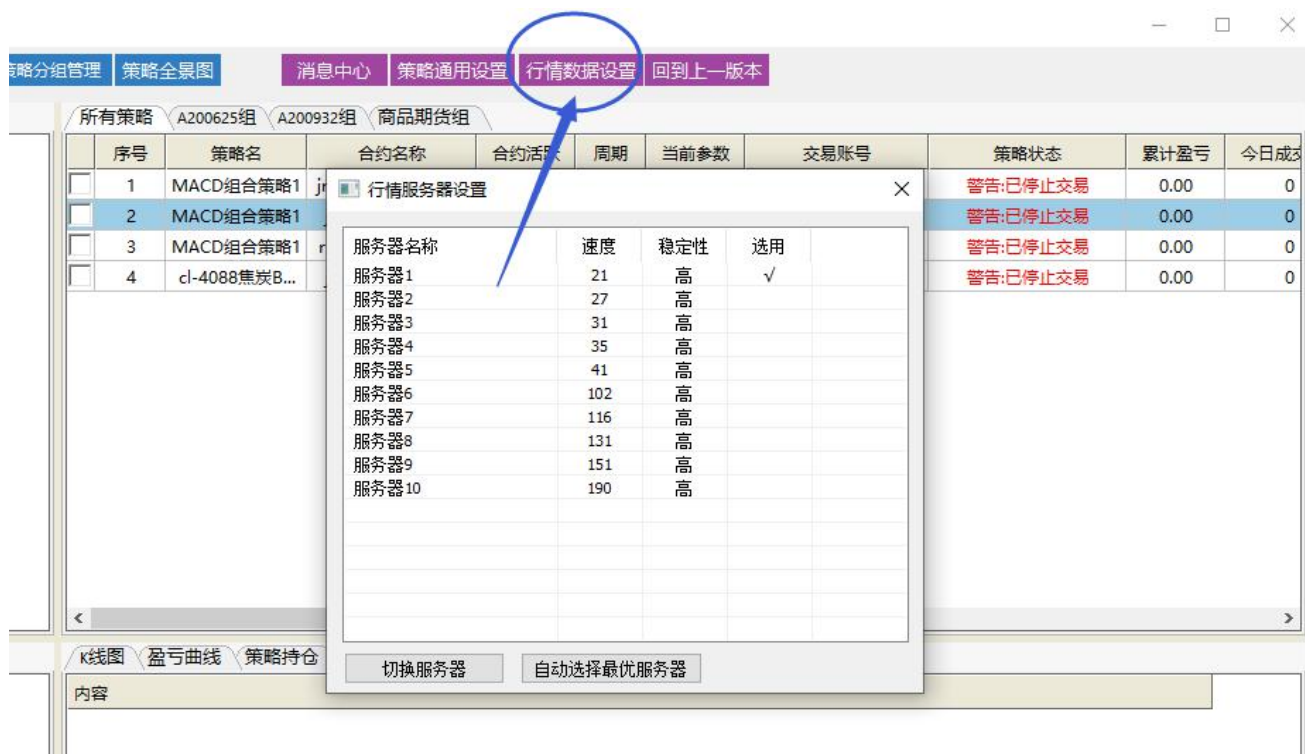 策略分组管理 策略全景图 消息中心 策略通用设置 行情数据设置 回到上一版本
所有策略 A200625组 A200932组 商品期货组
序号 策略名 合约名称 合约活跃 周期 当前参数 交易账号 策略状态 累计盈亏 今日成交
1 MACD组合策略1 警告:已停止交易 0.00 0
2 MACD组合策略1 警告:已停止交易 0.00 0
3 MACD组合策略1 警告:已停止交易 0.00 0
4 cl-4088焦炭B... 警告:已停止交易 0.00 0
行情服务器设置
服务器名称 速度 稳定性 选用
服务器1 21 高 √
服务器2 27 高
服务器3 31 高
服务器4 35 高
服务器5 41 高
服务器6 102 高
服务器7 116 高
服务器8 131 高
服务器9 151 高
服务器10 190 高
切换服务器 自动选择最优服务器
K线图 盈亏曲线 策略持仓
内容